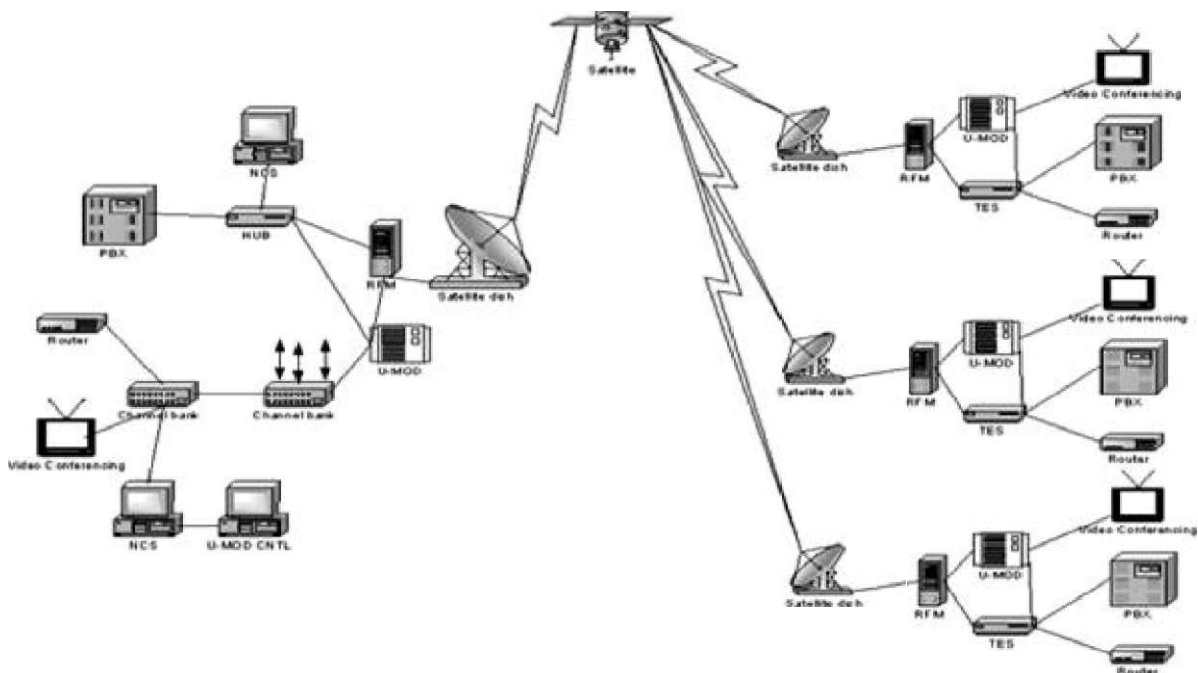 Satellite
Video Conferencing
U-MOD
Satellite dish
RFM
PBX
TES
Router
NCS
PBX
HUB
RFM
Satellite dish
Router
U-MOD
Channel bank
Channel bank
Video Conferencing
NCS
U-MOD CNTL
Video Conferencing
U-MOD
Satellite dish
RFM
PBX
TES
Router
Video Conferencing
U-MOD
Satellite dish
RFM
PBX
TES
Router